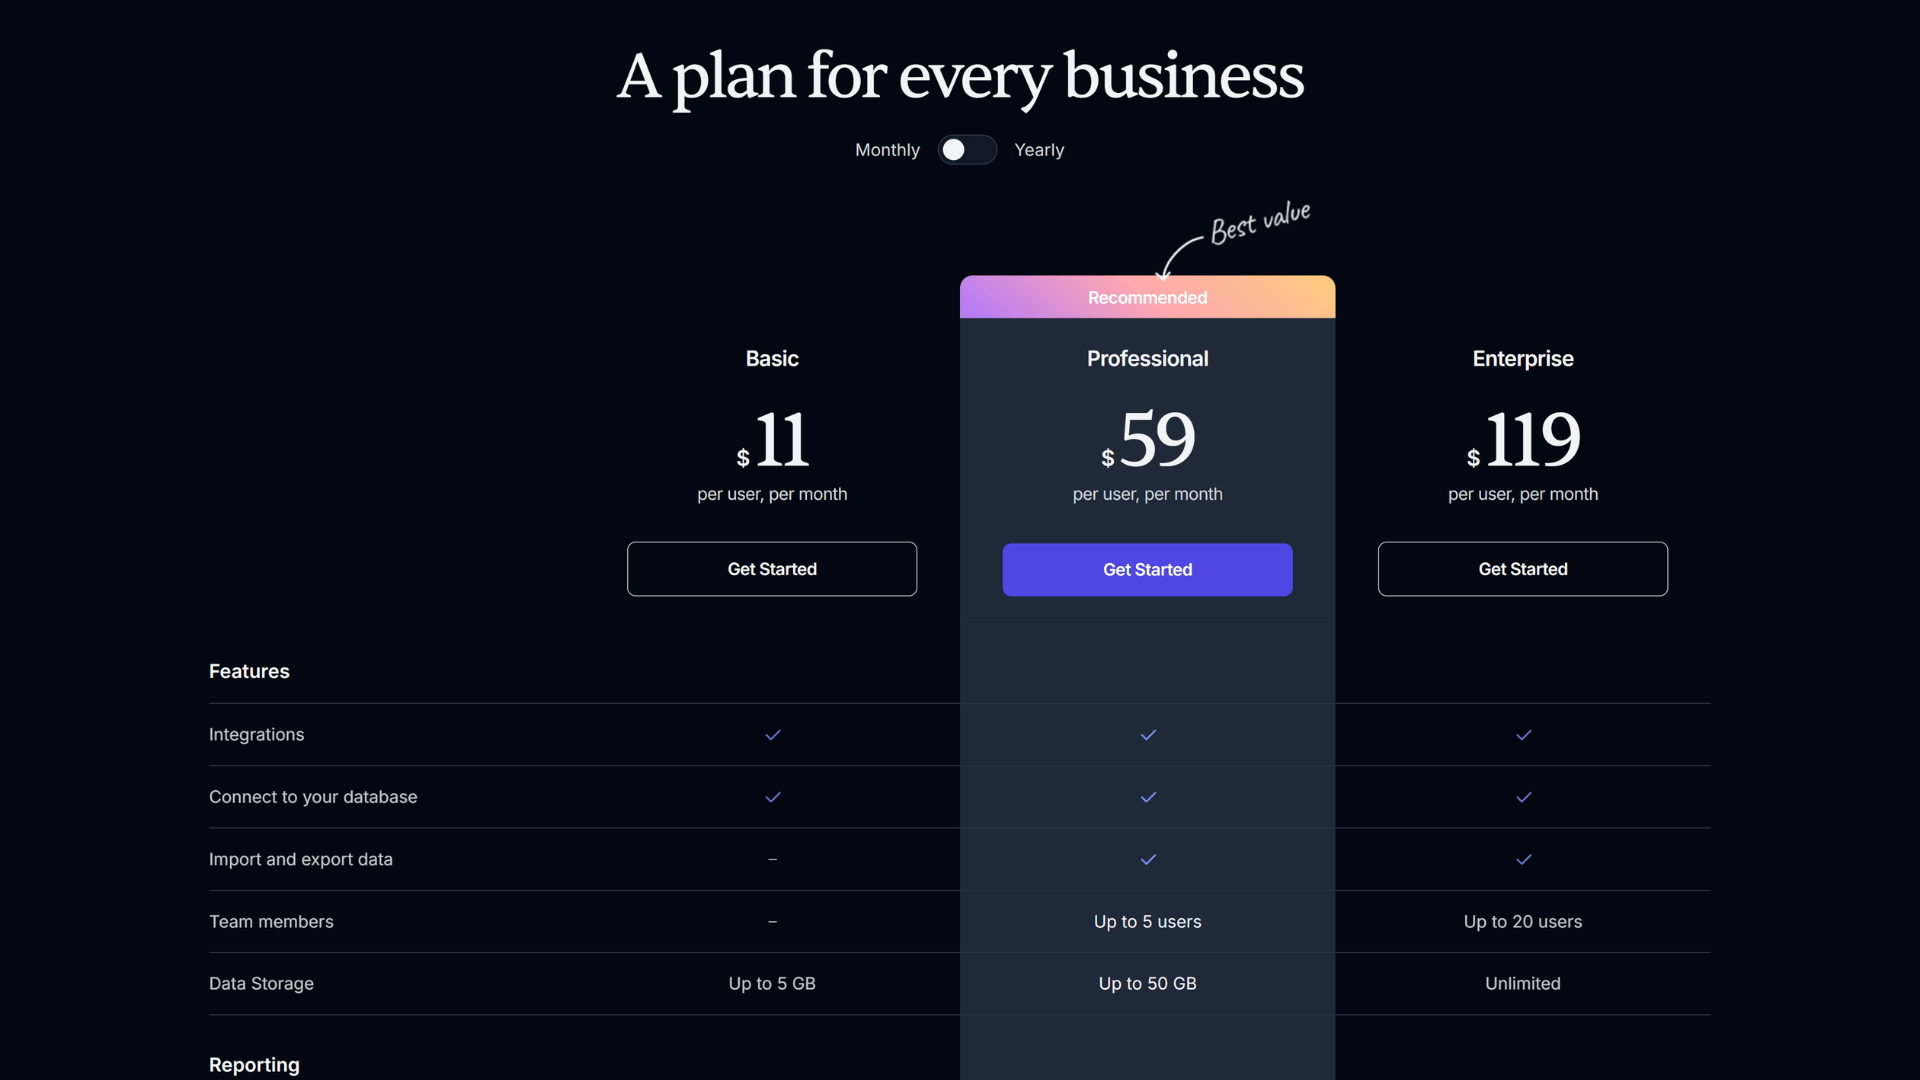 A plan for every business
Monthly Yearly
Best value
Recommended
Basic Professional Enterprise
$ 11 $ 59 $ 119
per user, per month per user, per month per user, per month
Get Started Get Started Get Started
Features
Integrations
Connect to your database
Import and export data –
Team members – Up to 5 users Up to 20 users
Data Storage Up to 5 GB Up to 50 GB Unlimited
Reporting